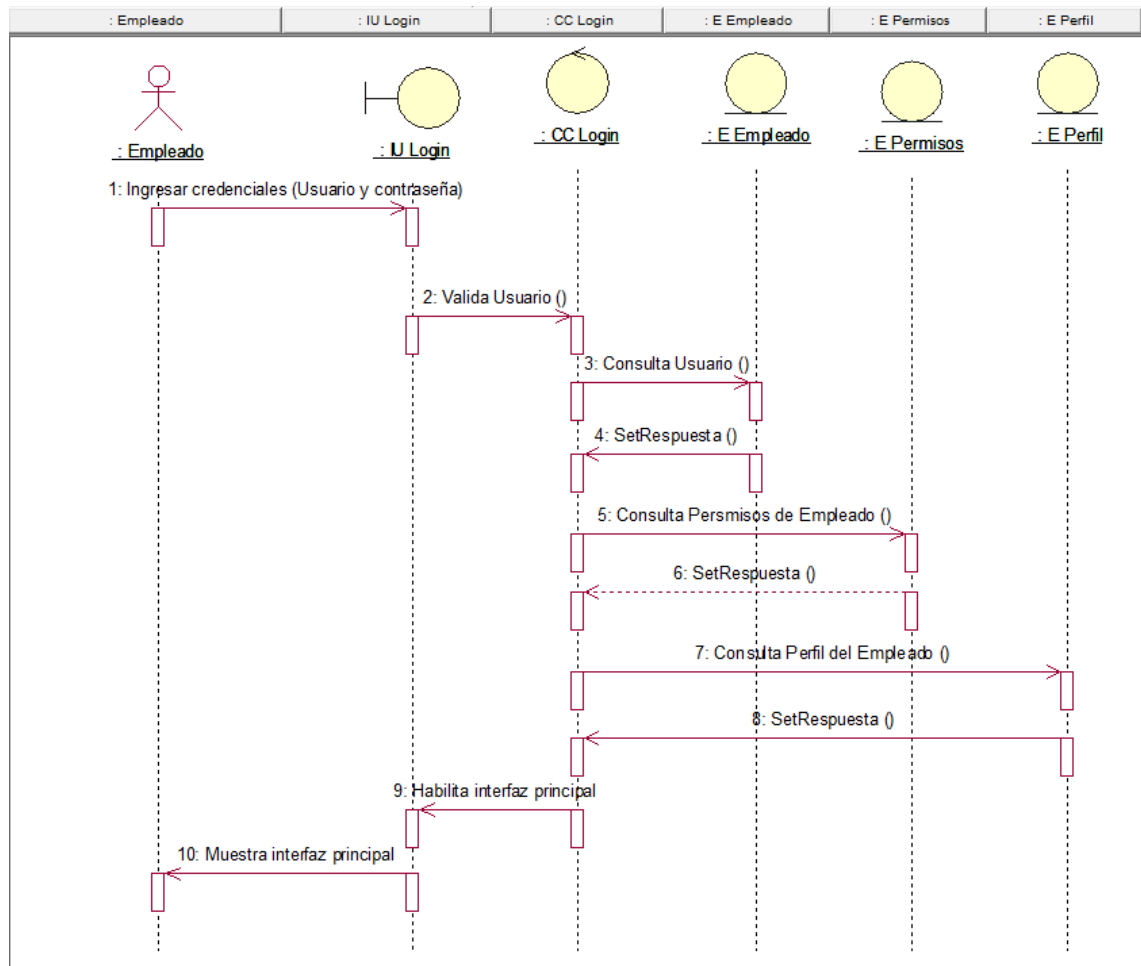 : Empleado
: IU Login
: CC Login
: E Empleado
: E Permisos
: E Perfil
: Empleado
: IU Login
: CC Login
: E Empleado
: E Permisos
: E Perfil
1: Ingresar credenciales (Usuario y contraseña)
2: Valida Usuario ()
3: Consulta Usuario ()
4: SetRespuesta ()
5: Consulta Persmisos de Empleado ()
6: SetRespuesta ()
7: Consulta Perfil del Empleado ()
8: SetRespuesta ()
9: Habilita interfaz principal
10: Muestra interfaz principal